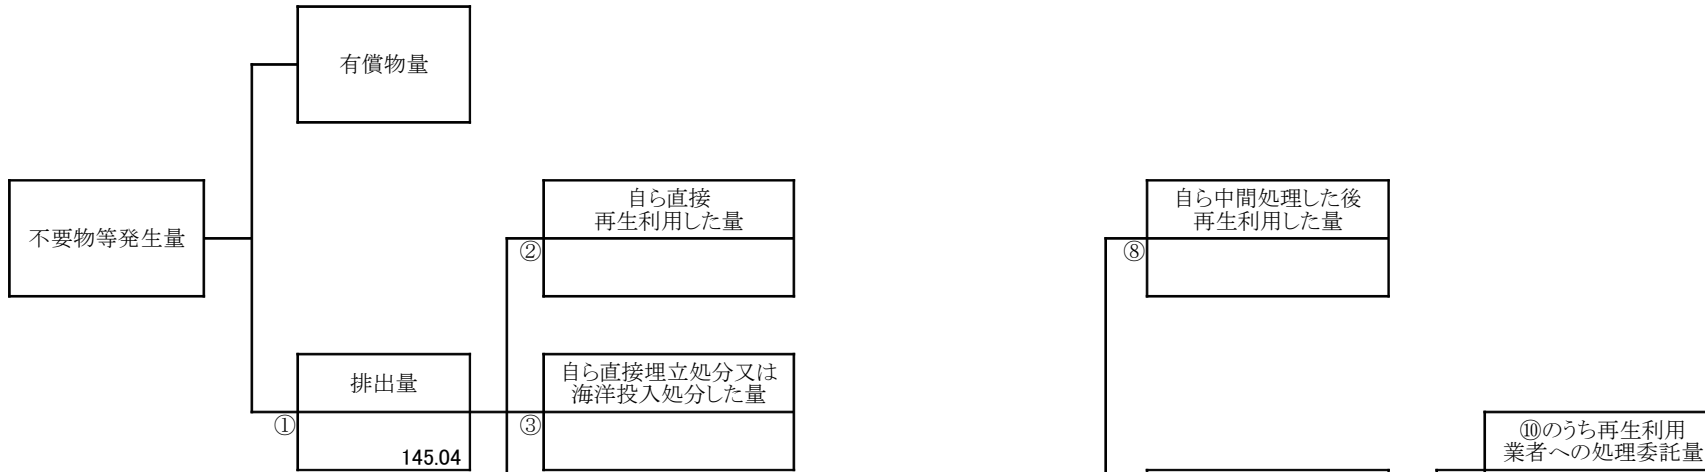 有償物量
不要物等発生量
自ら直接
再生利用した量
②
自ら中間処理した後
再生利用した量
⑧
排出量
①
145.04
自ら直接埋立処分又は
海洋投入処分した量
③
⑩のうち再生利用
業者への処理委託量